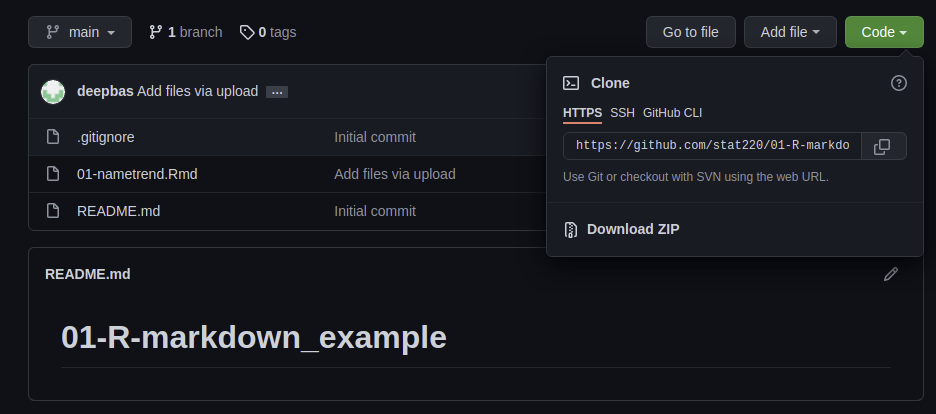 main 1 branch 0 tags Go to file Add file Code
deepbas Add files via upload ...
.gitignore Initial commit
01-nametrend.Rmd Add files via upload
README.md Initial commit
Clone
HTTPS SSH GitHub CLI
https://github.com/stat220/01-R-markdo
Use Git or checkout with SVN using the web URL.
Download ZIP
README.md
01-R-markdown_example